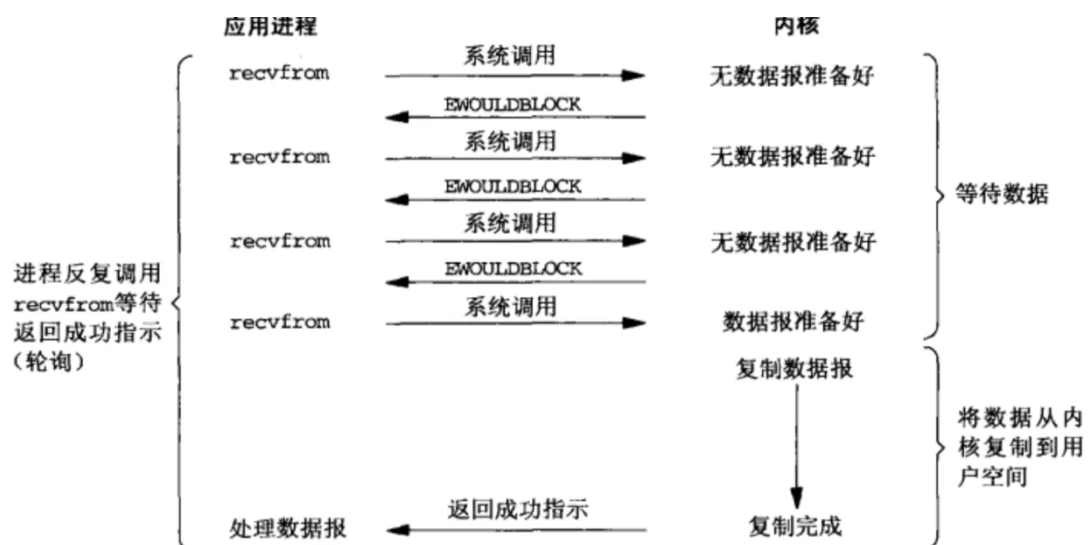 应用进程 内核
recvfrom 系统调用 无数据报准备好
EWOULDBLOCK
recvfrom 系统调用 无数据报准备好
EWOULDBLOCK
recvfrom 系统调用 无数据报准备好
EWOULDBLOCK
recvfrom 系统调用 数据报准备好
等待数据
进程反复调用
recvfrom等待
返回成功指示
(轮询)
复制数据报
将数据从内
核复制到用
户空间
处理数据报 返回成功指示 复制完成